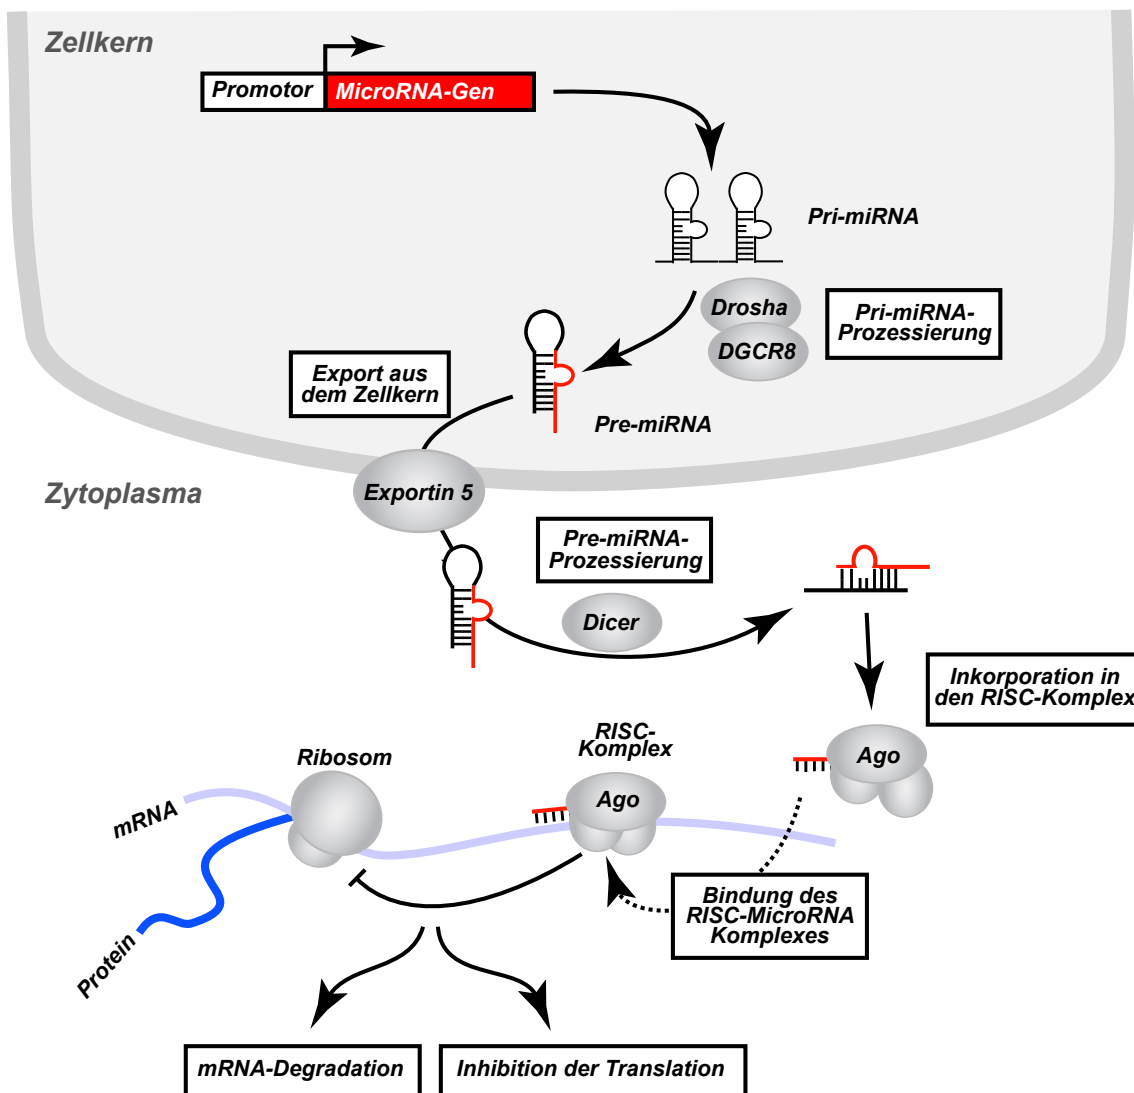 Zellkern
Promotor
MicroRNA-Gen
Pri-miRNA
Drosha
DGCR8
Pri-miRNA-
Prozessierung
Export aus
dem Zellkern
Pre-miRNA
Zytoplasma
Exportin 5
Pre-miRNA-
Prozessierung
Dicer
Inkorporation in
den RISC-Komplex
Ribosom
RISC-
Komplex
Ago
Ago
mRNA
Protein
Bindung des
RISC-MicroRNA
Komplexes
mRNA-Degradation
Inhibition der Translation